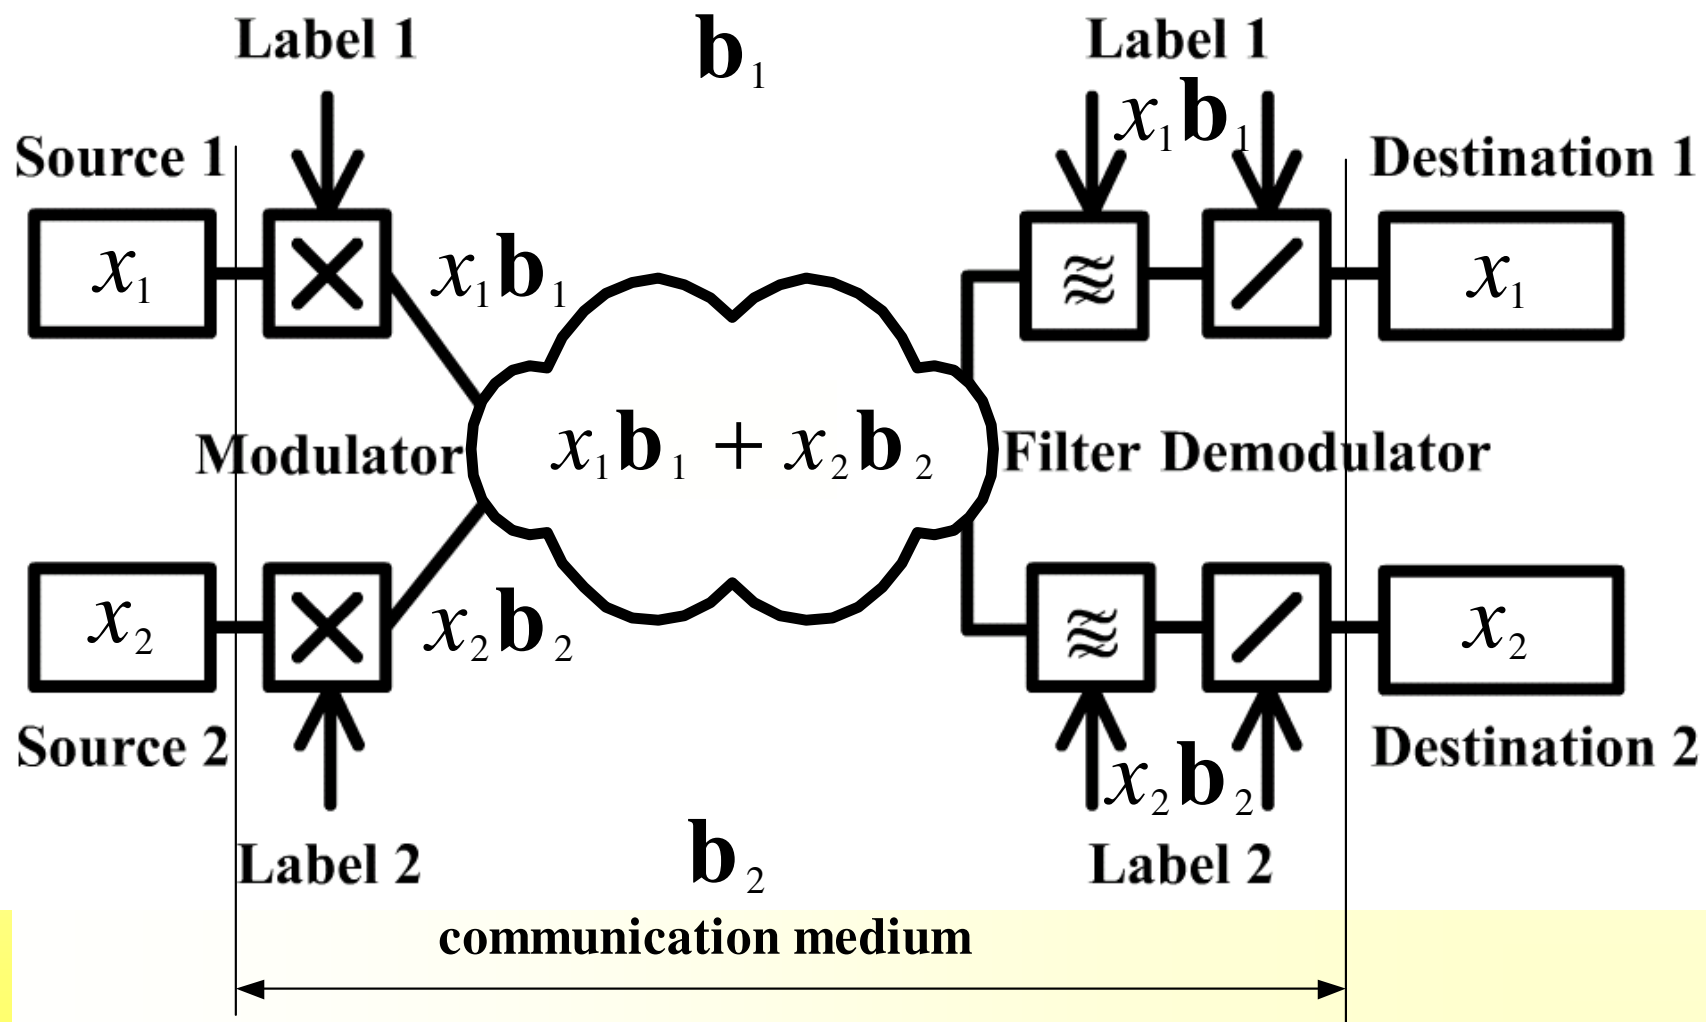 Label 1 b₁ Label 1
x₁b₁
Source 1 Destination 1
x₁ x₁b₁ ≋ x₁
Modulator x₁b₁ + x₂b₂ Filter Demodulator
x₂ x₂b₂ ≋ x₂
Source 2 Destination 2
x₂b₂
Label 2 b₂ Label 2
communication medium